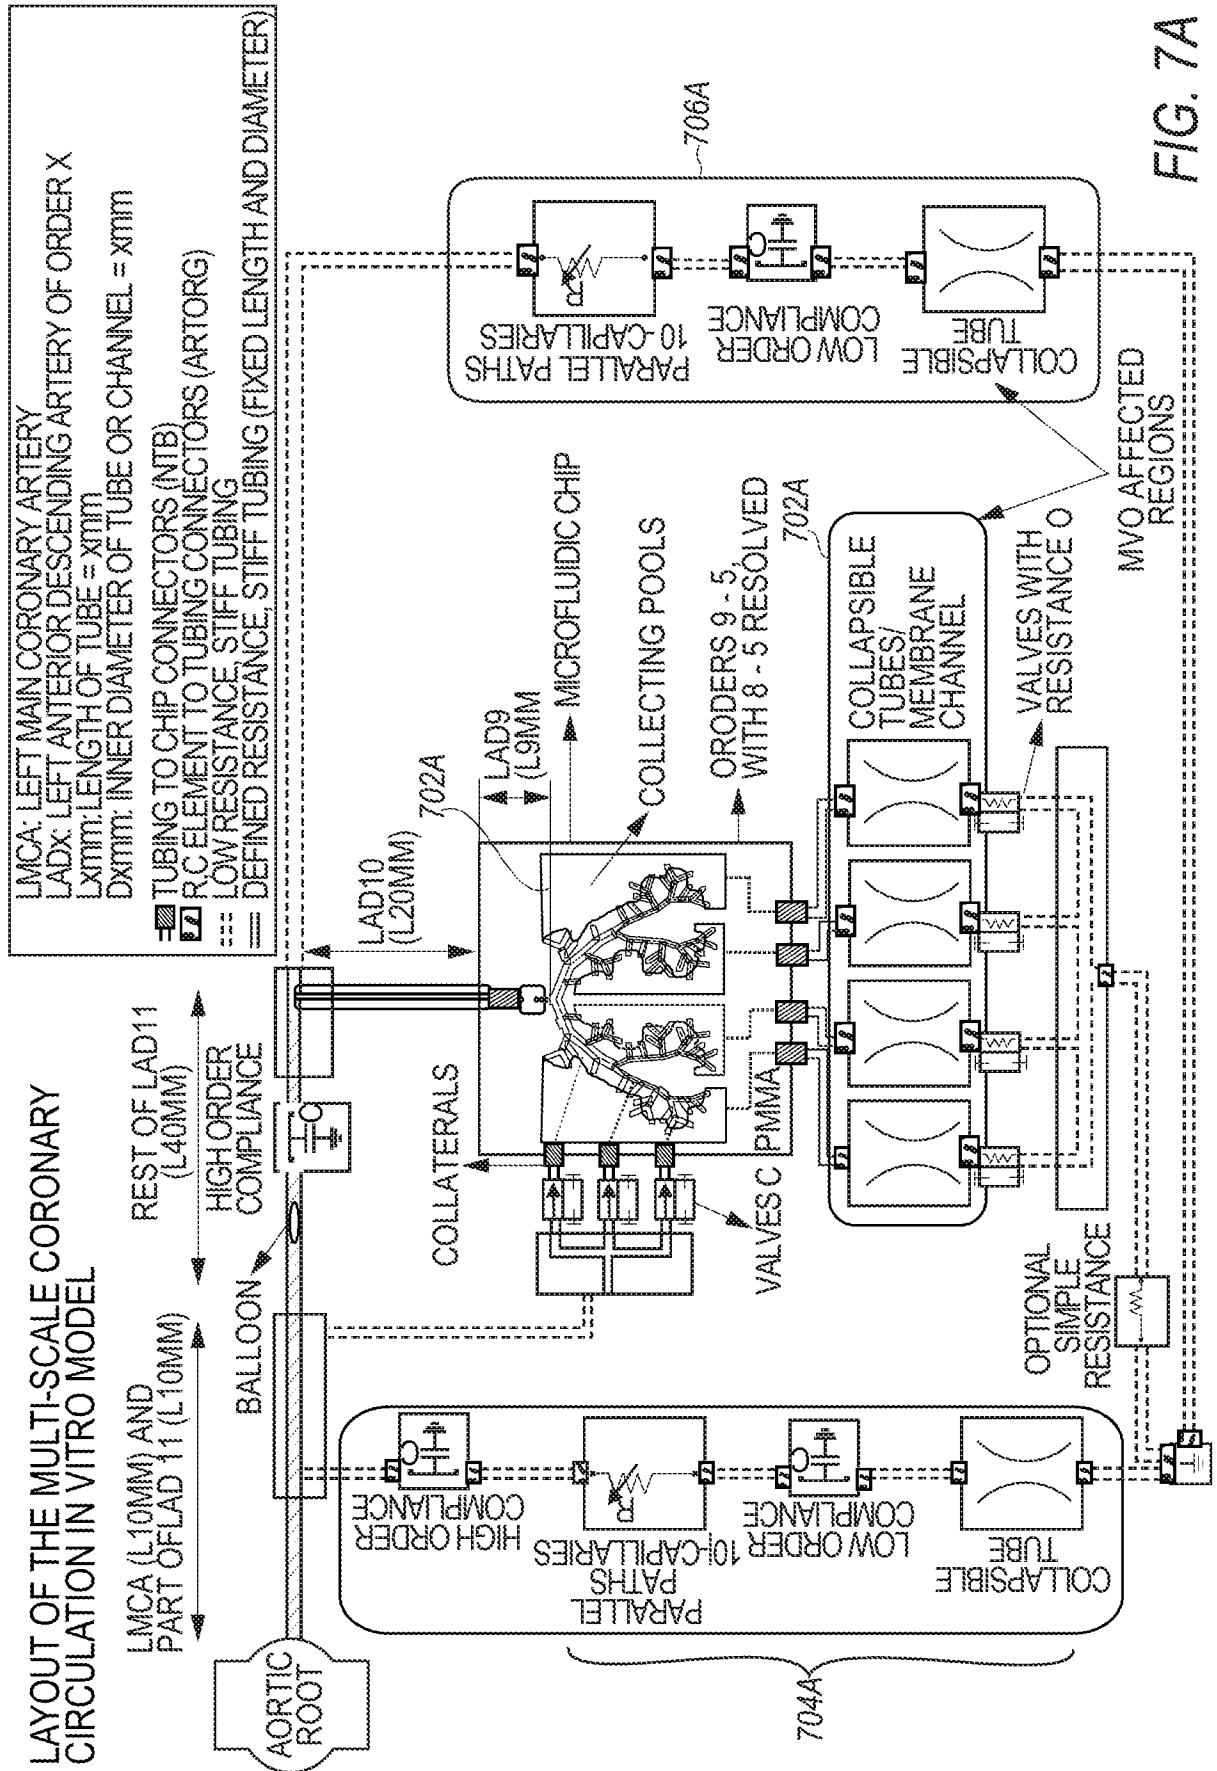 LAYOUT OF THE MULTI-SCALE CORONARY
CIRCULATION IN VITRO MODEL
LMCA: LEFT MAIN CORONARY ARTERY
LADX: LEFT ANTERIOR DESCENDING ARTERY OF ORDER X
Lxmm: LENGTH OF TUBE = xmm
Dxmm: INNER DIAMETER OF TUBE OR CHANNEL = xmm
TUBING TO CHIP CONNECTORS (NTB)
R,C ELEMENT TO TUBING CONNECTORS (ARTORG)
LOW RESISTANCE, STIFF TUBING
DEFINED RESISTANCE, STIFF TUBING (FIXED LENGTH AND DIAMETER)
LMCA (L10MM) AND
PART OFLAD 11 (L10MM)
REST OF LAD11
(L40MM)
BALLOON
HIGH ORDER
COMPLIANCE
AORTIC
ROOT
LAD10
(L20MM)
LAD9
(L9MM)
702A
COLLATERALS
MICROFLUIDIC CHIP
COLLECTING POOLS
ORODERS 9 - 5,
WITH 8 - 5 RESOLVED
VALVES C
PMMA
702A
COLLAPSIBLE
TUBES/
MEMBRANE
CHANNEL
VALVES WITH
RESISTANCE O
MVO AFFECTED
REGIONS
OPTIONAL
SIMPLE
RESISTANCE
HIGH ORDER
COMPLIANCE
R
PARALLEL
PATHS
10-CAPILLARIES
LOW ORDER
COMPLIANCE
COLLAPSIBLE
TUBE
704A
706A
R
PARALLEL PATHS
10-CAPILLARIES
LOW ORDER
COMPLIANCE
COLLAPSIBLE
TUBE
FIG. 7A